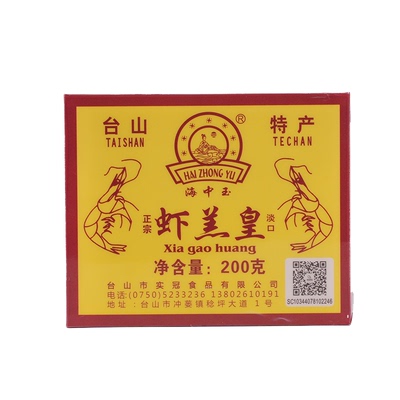 台山
TAISHAN
特产
TECHAN
®
HAI ZHONG YU
海中玉
正宗
虾羔皇
淡口
Xia gao huang
净含量：200克
台山市实冠食品有限公司
电话:(0750)5233236 13802610191
地址：台山市冲蒌镇稔坪大道 1号
SC10344078102246